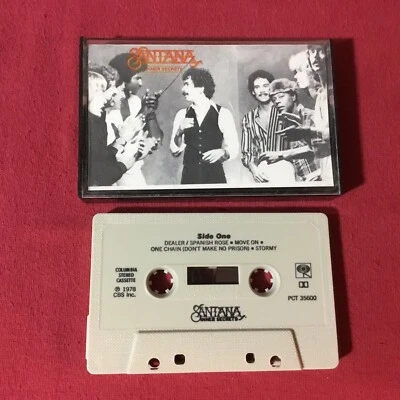 SANTANA
INNER SECRETS
Side One
DEALER / SPANISH ROSE • MOVE ON •
ONE CHAIN (DON'T MAKE NO PRISON) • STORMY
COLUMBIA
STEREO
CASSETTE
℗ 1978
CBS Inc.
PCT 35600
SANTANA
INNER SECRETS